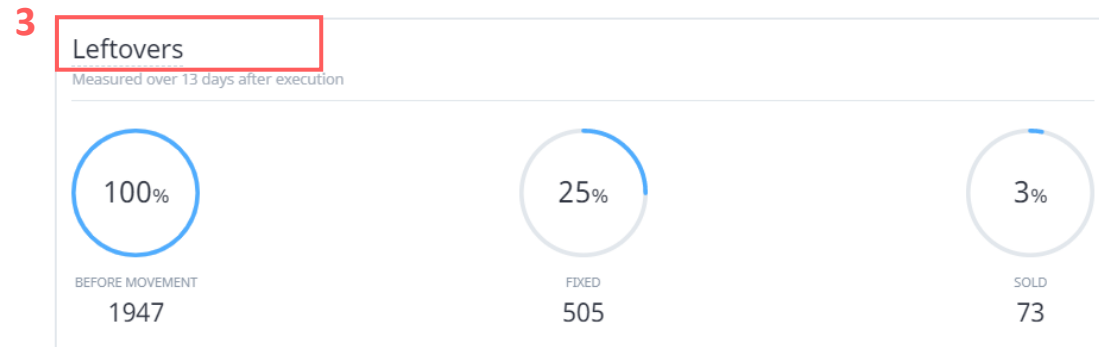 3
Leftovers
Measured over 13 days after execution
100%
25%
3%
BEFORE MOVEMENT
FIXED
SOLD
1947
505
73